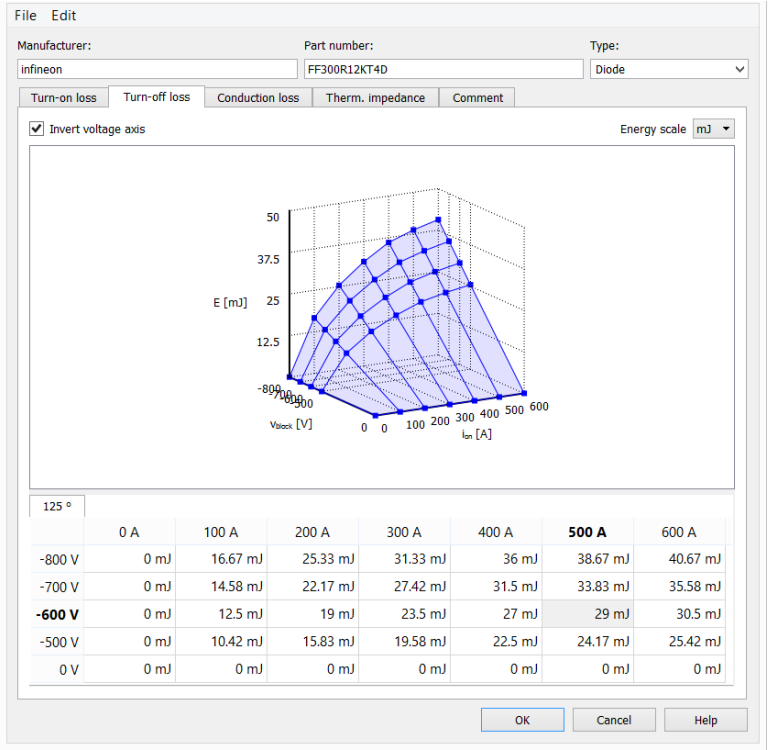 File Edit
Manufacturer: Part number: Type:
infineon FF300R12KT4D Diode
Turn-on loss Turn-off loss Conduction loss Therm. impedance Comment
Invert voltage axis Energy scale mJ
50
37.5
E [mJ] 25
12.5
-800
-700
-600
-500
0
Vblock [V]
0 100 200 300 400 500 600
ion [A]
125 °
0 A 100 A 200 A 300 A 400 A 500 A 600 A
-800 V 0 mJ 16.67 mJ 25.33 mJ 31.33 mJ 36 mJ 38.67 mJ 40.67 mJ
-700 V 0 mJ 14.58 mJ 22.17 mJ 27.42 mJ 31.5 mJ 33.83 mJ 35.58 mJ
-600 V 0 mJ 12.5 mJ 19 mJ 23.5 mJ 27 mJ 29 mJ 30.5 mJ
-500 V 0 mJ 10.42 mJ 15.83 mJ 19.58 mJ 22.5 mJ 24.17 mJ 25.42 mJ
0 V 0 mJ 0 mJ 0 mJ 0 mJ 0 mJ 0 mJ 0 mJ
OK Cancel Help